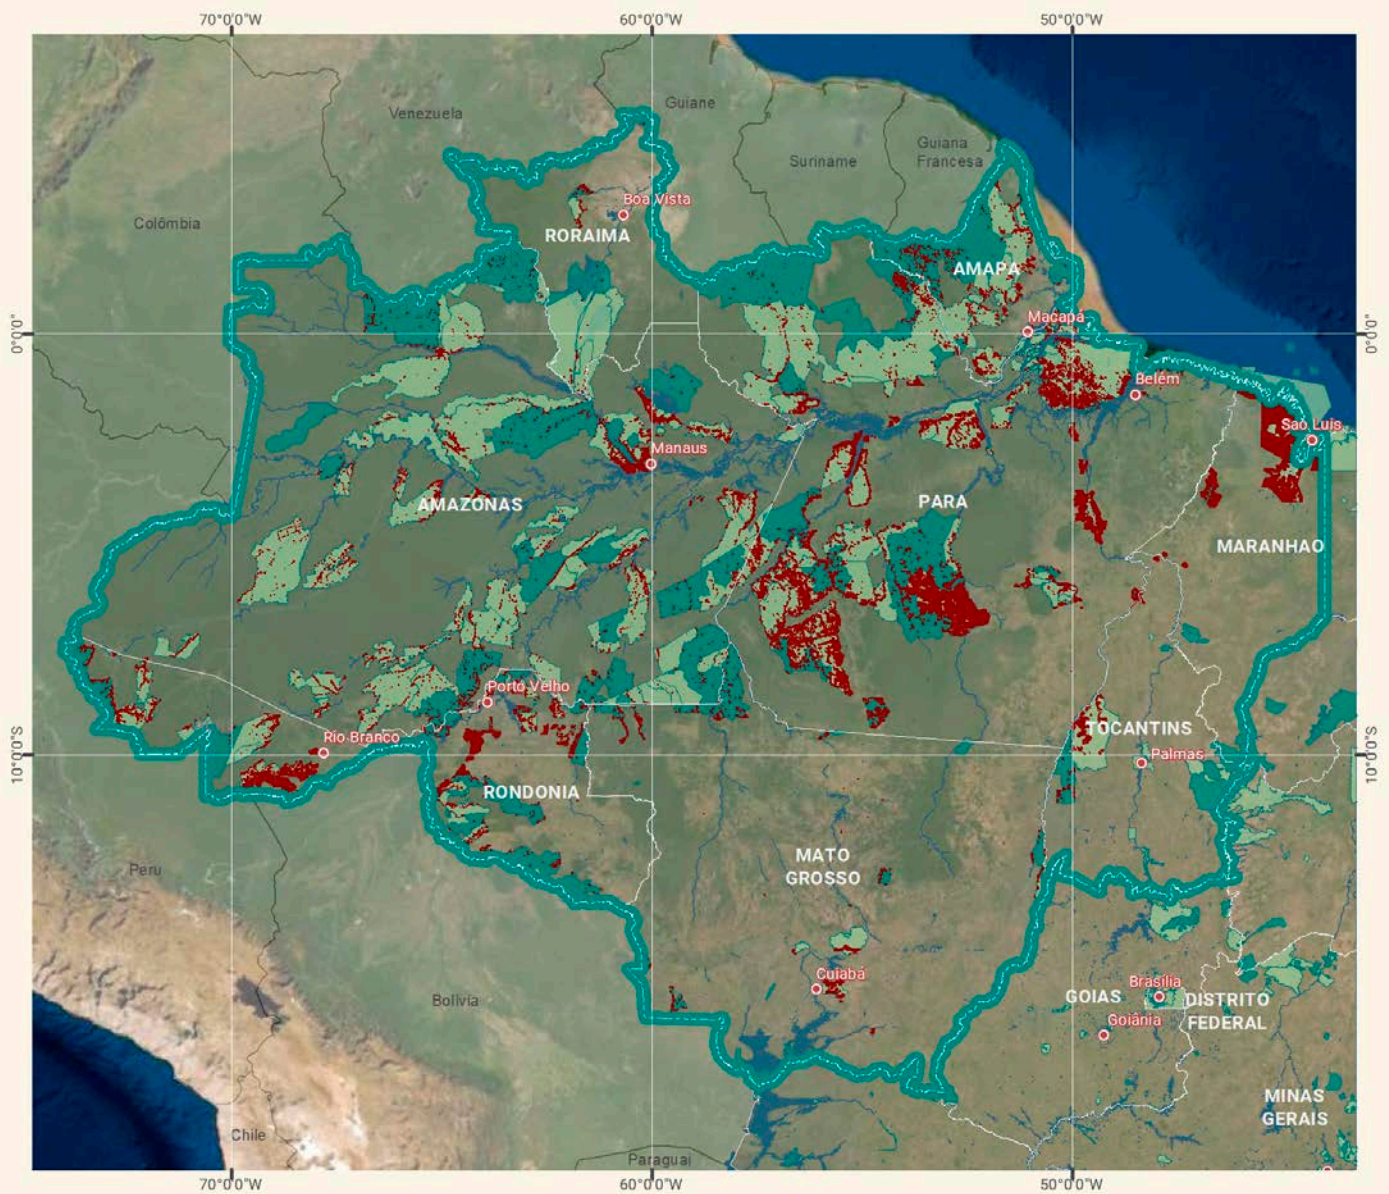 70°0'0"W
60°0'0"W
50°0'0"W
Venezuela
Guiane
Suriname
Guiana
Francesa
Colômbia
Boa Vista
RORAIMA
AMAPA
Macapá
0°0'0"
0°0'0"
Belém
São Luis
Manaus
AMAZONAS
PARA
MARANHAO
Porto Velho
Rio Branco
TOCANTINS
Palmas
10°0'0"S
10°0'0"S
RONDONIA
MATO
GROSSO
Peru
Cuiabá
Bolívia
Brasília
GOIAS
DISTRITO
FEDERAL
Goiânia
MINAS
GERAIS
Chile
Paraguai
70°0'0"W
60°0'0"W
50°0'0"W